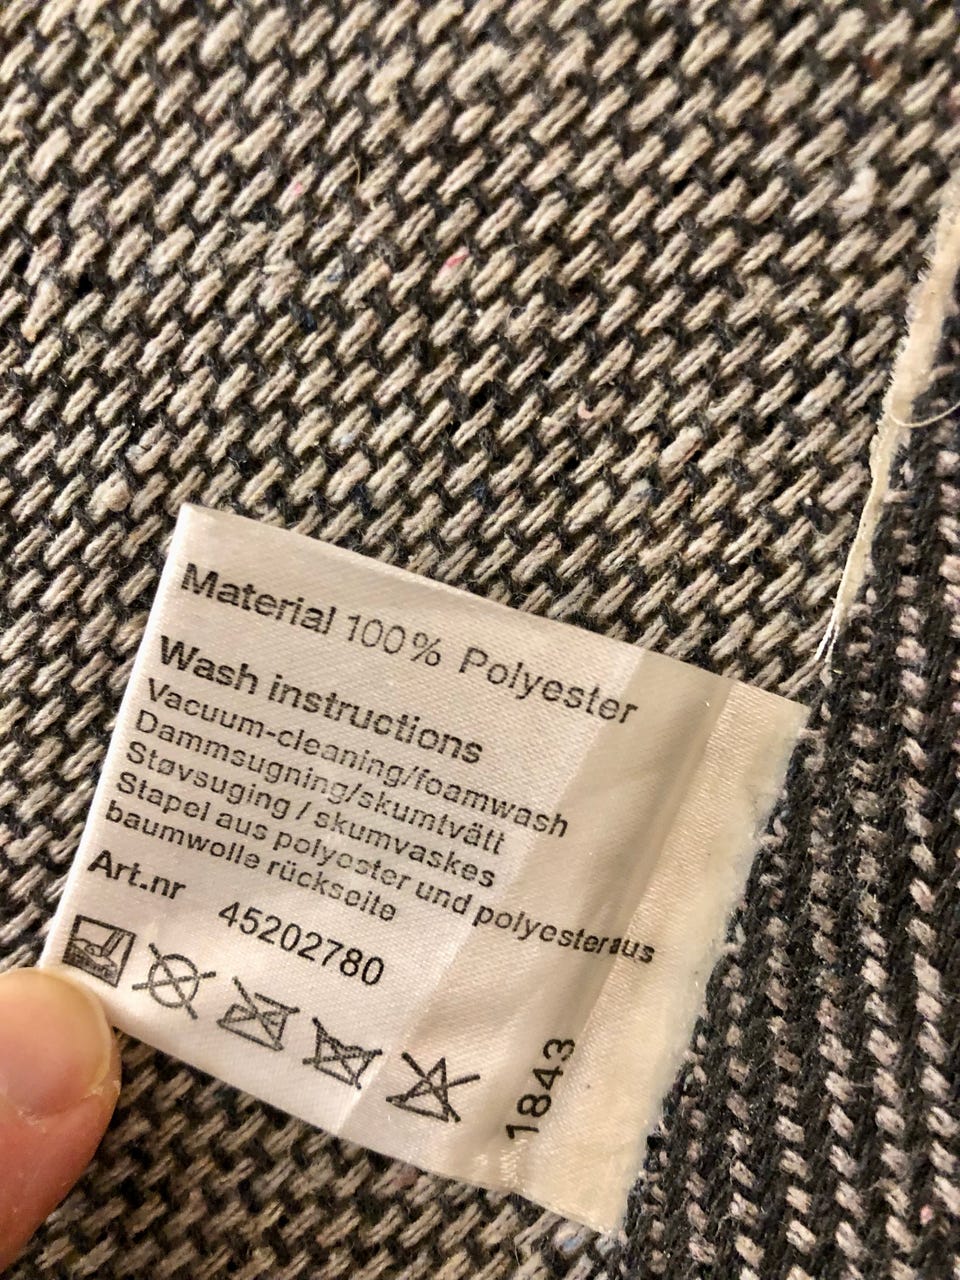 Material 100% Polyester
Wash instructions
Vacuum-cleaning/foamwash
Dammsugning/skumtvätt
Støvsuging / skumvaskes
Stapel aus polyester und polyesteraus
baumwolle rückseite
Art.nr 45202780
1843